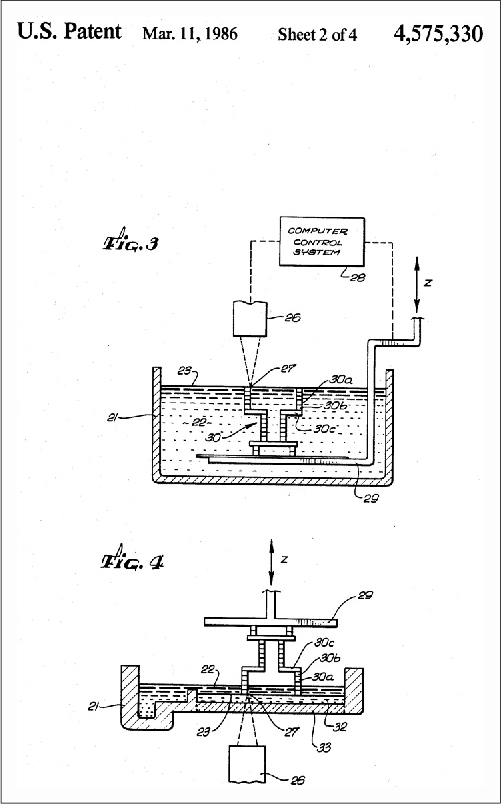 U.S. Patent Mar. 11, 1986 Sheet 2 of 4 4,575,330
Fig. 3
COMPUTER
CONTROL
SYSTEM
28
Z
26
23
27
30a
30b
21
22
30
30c
29
Fig. 4
Z
29
30c
22
30b
30a
21
23
27
32
33
26